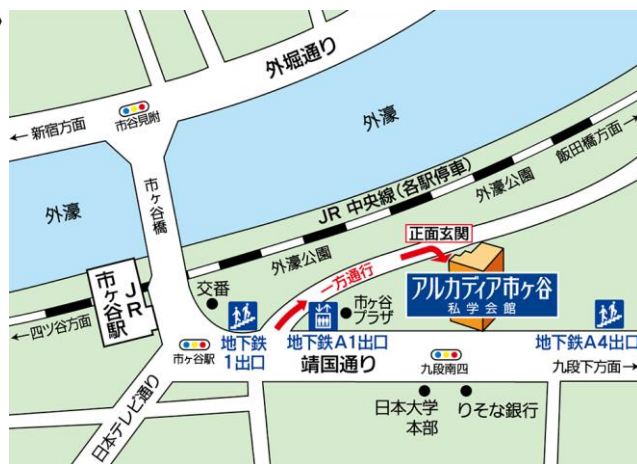 外堀通り
← 新宿方面
市谷見附
外濠
飯田橋方面 →
市ヶ谷橋
JR 中央線(各駅停車)
外濠公園
外濠
正面玄関
外濠公園
一方通行
アルカディア市ヶ谷
私学会館
JR
市ヶ谷駅
交番
市ヶ谷
プラザ
←四ツ谷方面
地下鉄
1出口
地下鉄A1出口
地下鉄A4出口
市ヶ谷駅
靖国通り
九段南四
九段下方面→
日本テレビ通り
日本大学
本部
りそな銀行